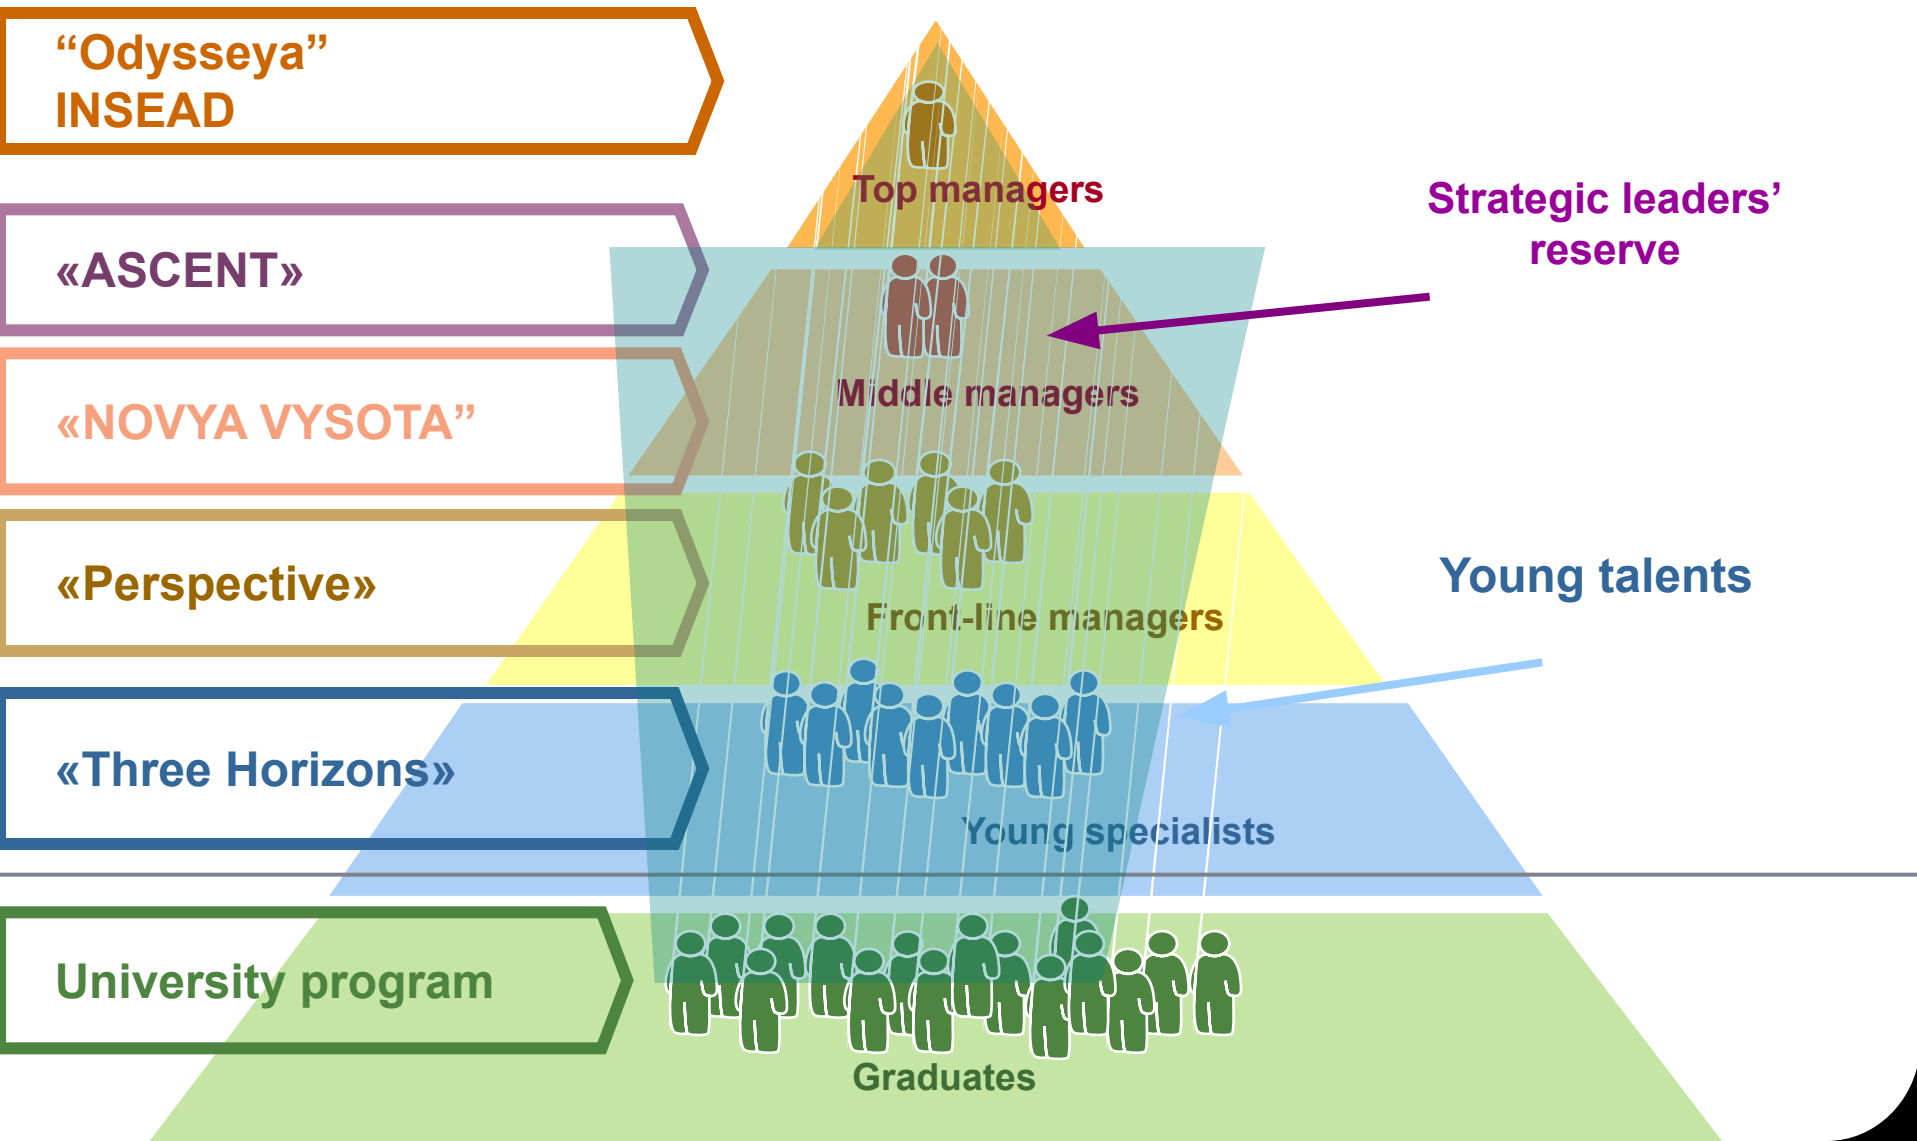 “Odysseya”
INSEAD
Top managers
Strategic leaders’
reserve
«ASCENT»
Middle managers
«NOVYA VYSOTA”
«Perspective»
Young talents
Front-line managers
«Three Horizons»
Young specialists
University program
Graduates